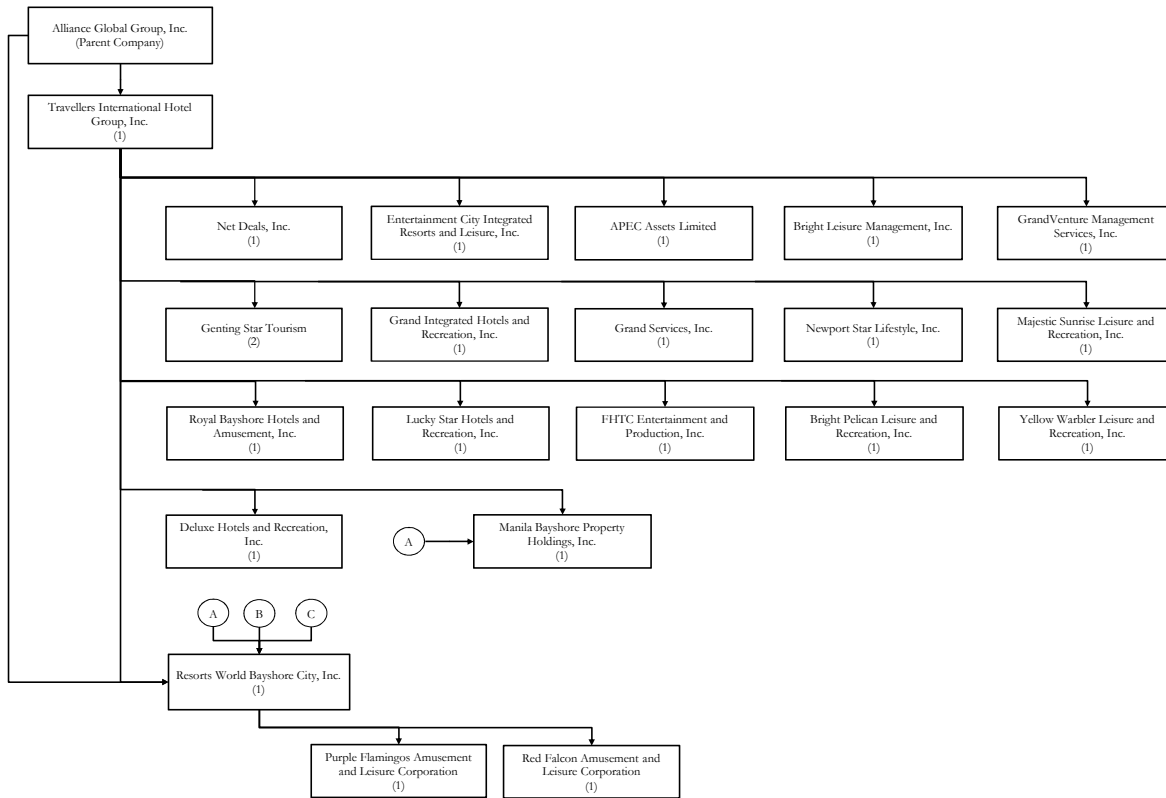 Alliance Global Group, Inc.
(Parent Company)
Travellers International Hotel
Group, Inc.
(1)
Net Deals, Inc.
(1)
Entertainment City Integrated
Resorts and Leisure, Inc.
(1)
APEC Assets Limited
(1)
Bright Leisure Management, Inc.
(1)
GrandVenture Management
Services, Inc.
(1)
Genting Star Tourism
(2)
Grand Integrated Hotels and
Recreation, Inc.
(1)
Grand Services, Inc.
(1)
Newport Star Lifestyle, Inc.
(1)
Majestic Sunrise Leisure and
Recreation, Inc.
(1)
Royal Bayshore Hotels and
Amusement, Inc.
(1)
Lucky Star Hotels and
Recreation, Inc.
(1)
FHTC Entertainment and
Production, Inc.
(1)
Bright Pelican Leisure and
Recreation, Inc.
(1)
Yellow Warbler Leisure and
Recreation, Inc.
(1)
Deluxe Hotels and Recreation,
Inc.
(1)
A
Manila Bayshore Property
Holdings, Inc.
(1)
A
B
C
Resorts World Bayshore City, Inc.
(1)
Purple Flamingos Amusement
and Leisure Corporation
(1)
Red Falcon Amusement and
Leisure Corporation
(1)